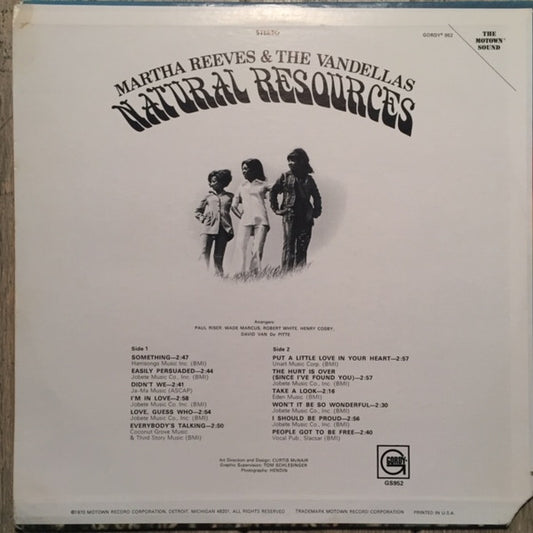 STEREO
GORDY® 952
THE
MOTOWN®
SOUND
MARTHA REEVES & THE VANDELLAS
NATURAL RESOURCES
Arrangers:
PAUL RISER, WADE MARCUS, ROBERT WHITE, HENRY COSBY,
DAVID VAN De PITTE
Side 1
SOMETHING—2:47
Harrisongs Music Inc. (BMI)
EASILY PERSUADED—2:44
Jobete Music Co., Inc. (BMI)
DIDN'T WE—2:41
Ja-Ma Music (ASCAP)
I'M IN LOVE—2:58
Jobete Music Co., Inc. (BMI)
LOVE, GUESS WHO—2:54
Jobete Music Co., Inc. (BMI)
EVERYBODY'S TALKING—2:50
Coconut Grove Music
& Third Story Music (BMI)
Side 2
PUT A LITTLE LOVE IN YOUR HEART—2:57
Unart Music Corp. (BMI)
THE HURT IS OVER
(SINCE I'VE FOUND YOU)—2:57
Jobete Music Co., Inc. (BMI)
TAKE A LOOK—2:16
Eden Music (BMI)
WON'T IT BE SO WONDERFUL—2:30
Jobete Music Co., Inc. (BMI)
I SHOULD BE PROUD—2:56
Jobete Music Co., Inc. (BMI)
PEOPLE GOT TO BE FREE—2:40
Vocal Pub., Slacsar (BMI)
Art Direction and Design: CURTIS McNAIR
Graphic Supervision: TOM SCHLESINGER
Photography: HENDIN
GORDY
GS952
©1970 MOTOWN RECORD CORPORATION, DETROIT, MICHIGAN 48201. ALL RIGHTS RESERVED TRADEMARK MOTOWN RECORD CORPORATION PRINTED IN U.S.A.